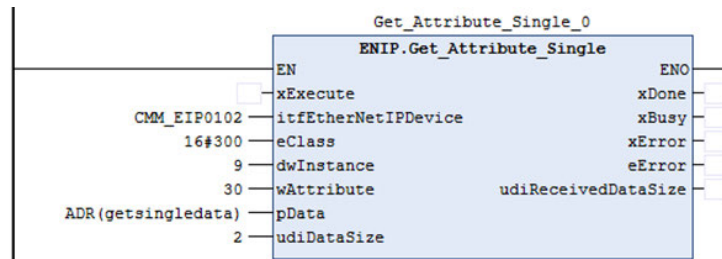 Get_Attribute_Single_0
ENIP.Get_Attribute_Single
EN ENO
xExecute xDone
CMM_EIP0102 itfEtherNetIPDevice xBusy
16#300 eClass xError
9 dwInstance eError
30 wAttribute udiReceivedDataSize
ADR(getsingledata) pData
2 udiDataSize